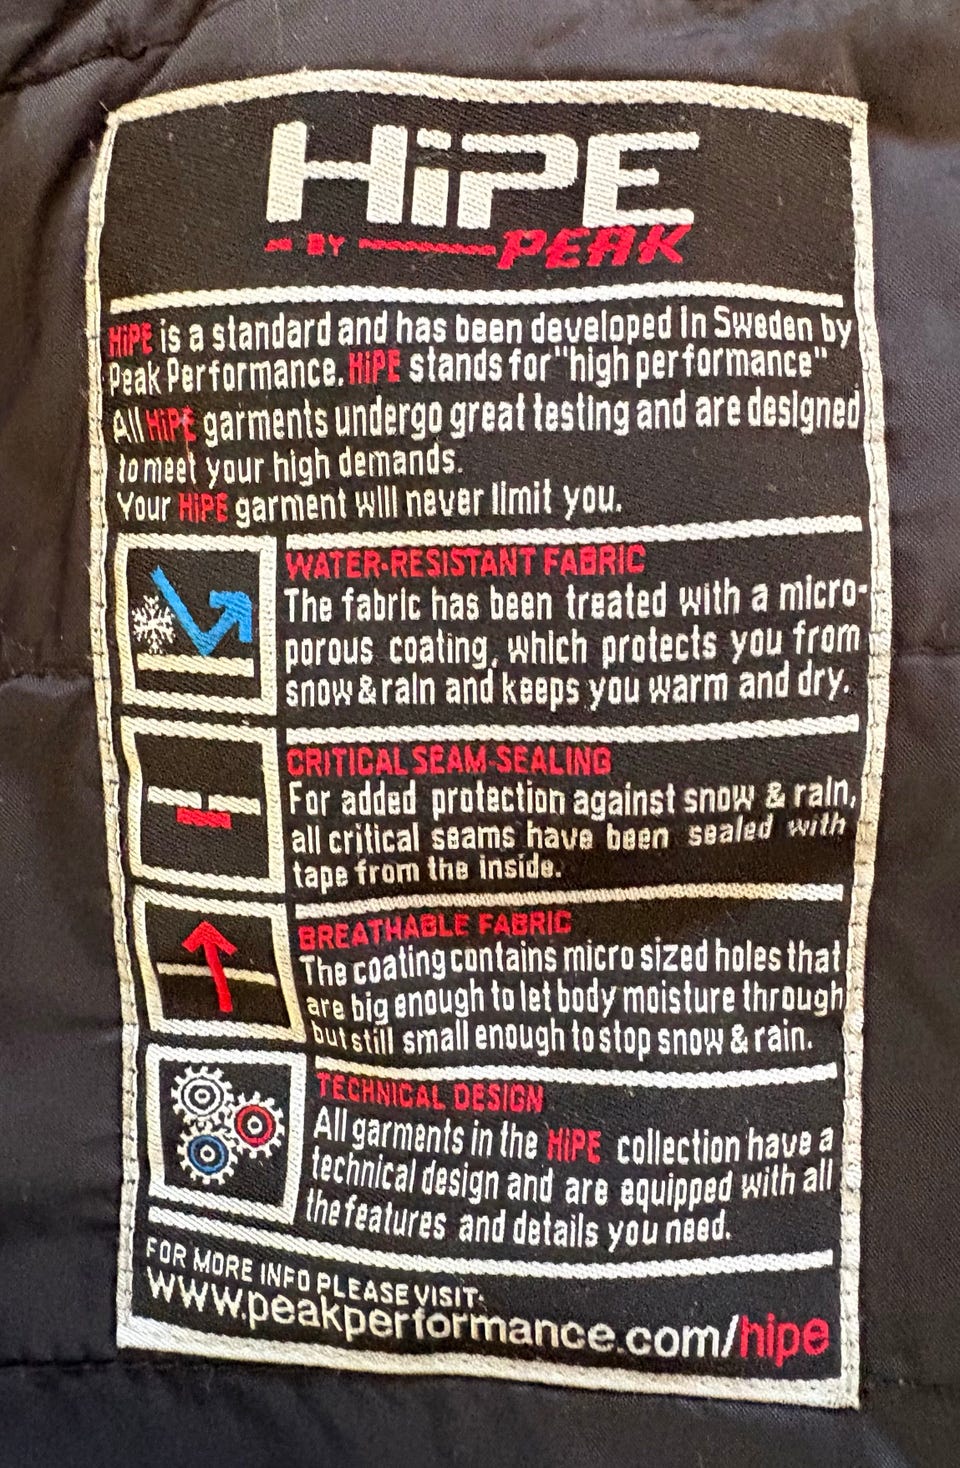 HiPE
BY PEAK
HiPE is a standard and has been developed in Sweden by
Peak Performance. HiPE stands for "high performance"
All HiPE garments undergo great testing and are designed
to meet your high demands.
Your HiPE garment will never limit you.
WATER-RESISTANT FABRIC
The fabric has been treated with a micro-
porous coating, which protects you from
snow & rain and keeps you warm and dry.
CRITICAL SEAM-SEALING
For added protection against snow & rain,
all critical seams have been sealed with
tape from the inside.
BREATHABLE FABRIC
The coating contains micro sized holes that
are big enough to let body moisture through
but still small enough to stop snow & rain.
TECHNICAL DESIGN
All garments in the HiPE collection have a
technical design and are equipped with all
the features and details you need.
FOR MORE INFO PLEASE VISIT:
www.peakperformance.com/hipe